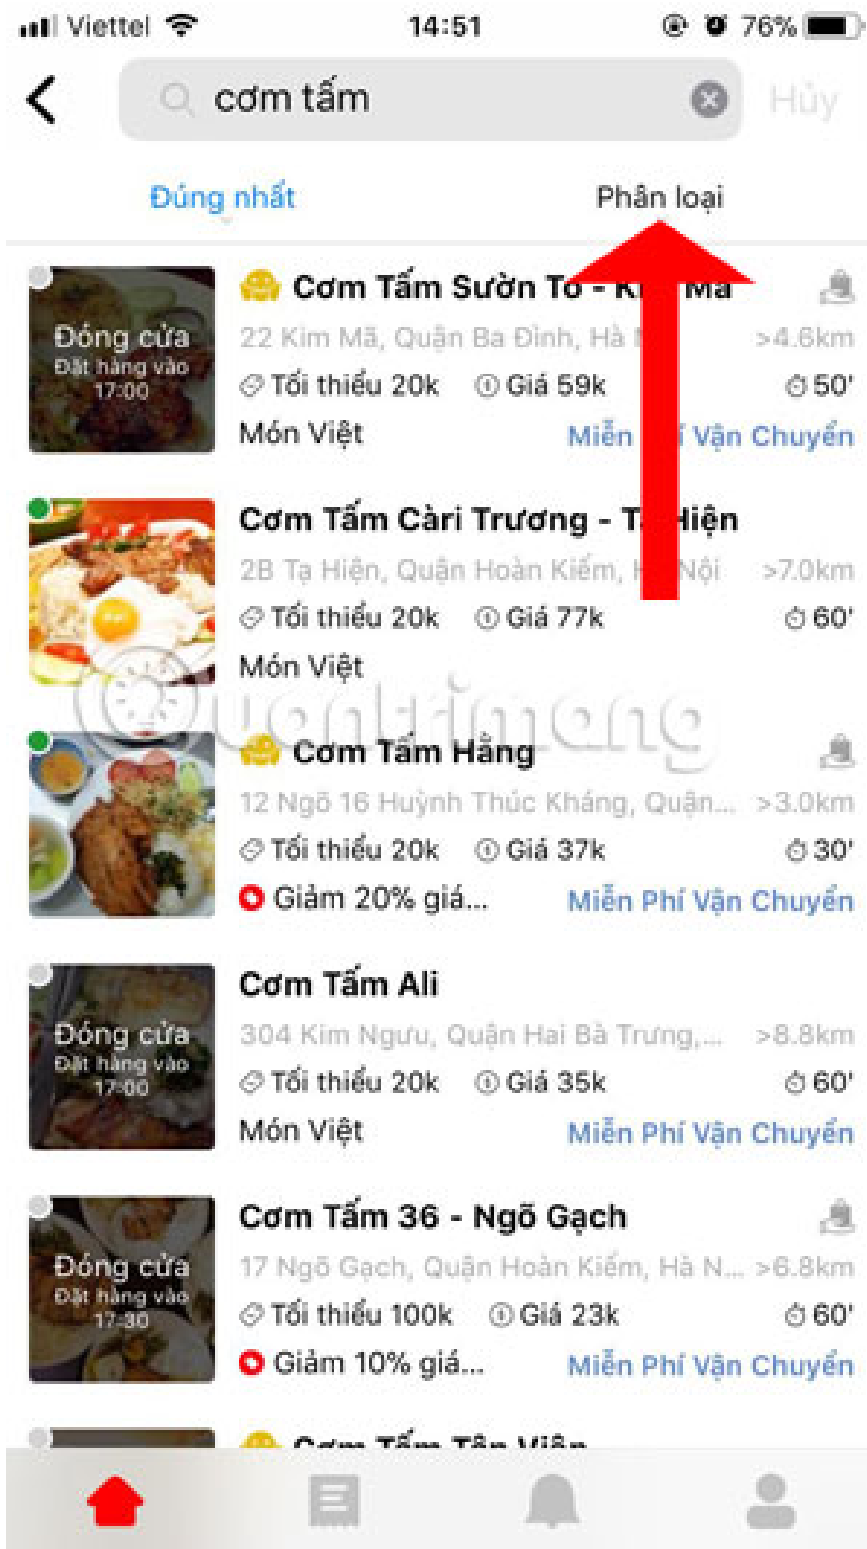 Viettel 14:51 76%
cơm tấm Hủy
Đúng nhất Phân loại
Cơm Tấm Sườn To - Mã
Đóng cửa
Đặt hàng vào
17:00
22 Kim Mã, Quận Ba Đình, Hà >4.6km
Tối thiểu 20k Giá 59k 50'
Món Việt Miễn Vận Chuyển
Cơm Tấm Càri Trương - Hiện
2B Tạ Hiện, Quận Hoàn Kiếm, Nội >7.0km
Tối thiểu 20k Giá 77k 60'
Món Việt
Quantrimang
Cơm Tấm Hằng
12 Ngõ 16 Huỳnh Thúc Kháng, Quận... >3.0km
Tối thiểu 20k Giá 37k 30'
Giảm 20% giá... Miễn Phí Vận Chuyển
Cơm Tấm Ali
Đóng cửa
Đặt hàng vào
17:00
304 Kim Ngưu, Quận Hai Bà Trưng,... >8.8km
Tối thiểu 20k Giá 35k 60'
Món Việt Miễn Phí Vận Chuyển
Cơm Tấm 36 - Ngõ Gạch
Đóng cửa
Đặt hàng vào
17:30
17 Ngõ Gạch, Quận Hoàn Kiếm, Hà N... >6.8km
Tối thiểu 100k Giá 23k 60'
Giảm 10% giá... Miễn Phí Vận Chuyển
Cơm Tấm Tân Viên